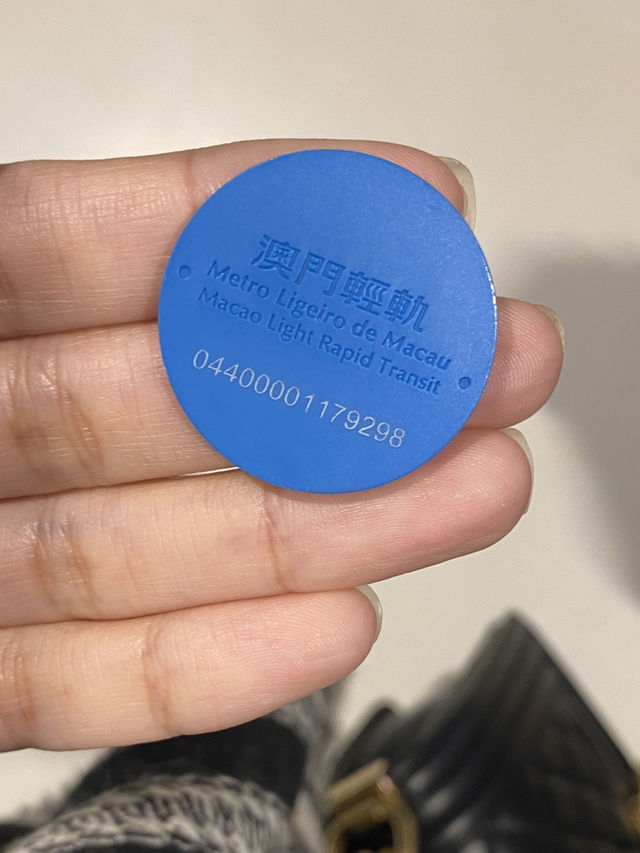 澳門輕軌
Metro Ligeiro de Macau
Macao Light Rapid Transit
04400001179298